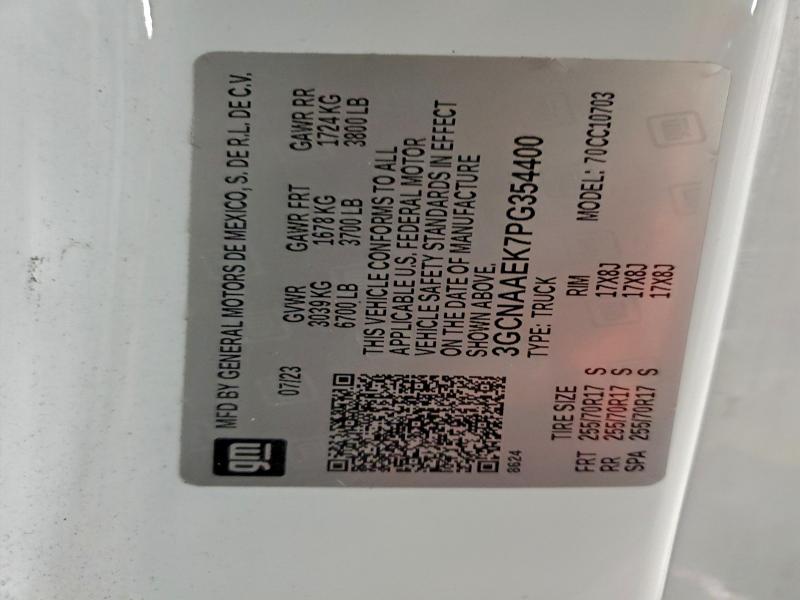 gm
MFD BY GENERAL MOTORS DE MEXICO, S. DE R.L. DE C.V.
07/23
GVWR GAWR FRT GAWR RR
3039 KG 1678 KG 1724 KG
6700 LB 3700 LB 3800 LB
THIS VEHICLE CONFORMS TO ALL
APPLICABLE U.S. FEDERAL MOTOR
VEHICLE SAFETY STANDARDS IN EFFECT
ON THE DATE OF MANUFACTURE
SHOWN ABOVE.
8624
3GCNAAEK7PG354400
TYPE: TRUCK MODEL: 70CC10703
TIRE SIZE RIM
FRT 255/70R17 S 17X8J
RR 255/70R17 S 17X8J
SPA 255/70R17 S 17X8J